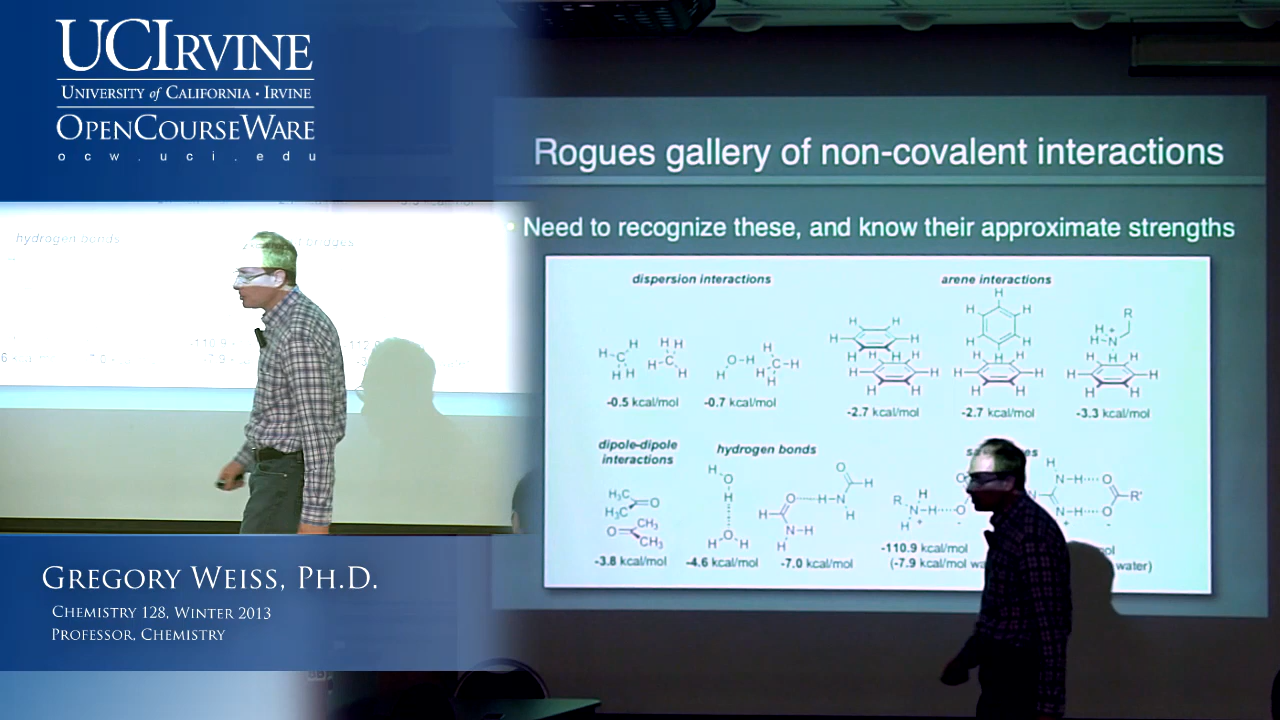 UCIRVINE
UNIVERSITY of CALIFORNIA · IRVINE
OPENCOURSEWARE
ocw.uci.edu
hydrogen bonds
GREGORY WEISS, PH.D.
CHEMISTRY 128, WINTER 2013
PROFESSOR, CHEMISTRY
Rogues gallery of non-covalent interactions
• Need to recognize these, and know their approximate strengths
dispersion interactions
arene interactions
-0.5 kcal/mol
-0.7 kcal/mol
-2.7 kcal/mol
-2.7 kcal/mol
-3.3 kcal/mol
dipole-dipole
interactions
hydrogen bonds
-3.8 kcal/mol
-4.6 kcal/mol
-7.0 kcal/mol
-110.9 kcal/mol
(-7.9 kcal/mol
water)